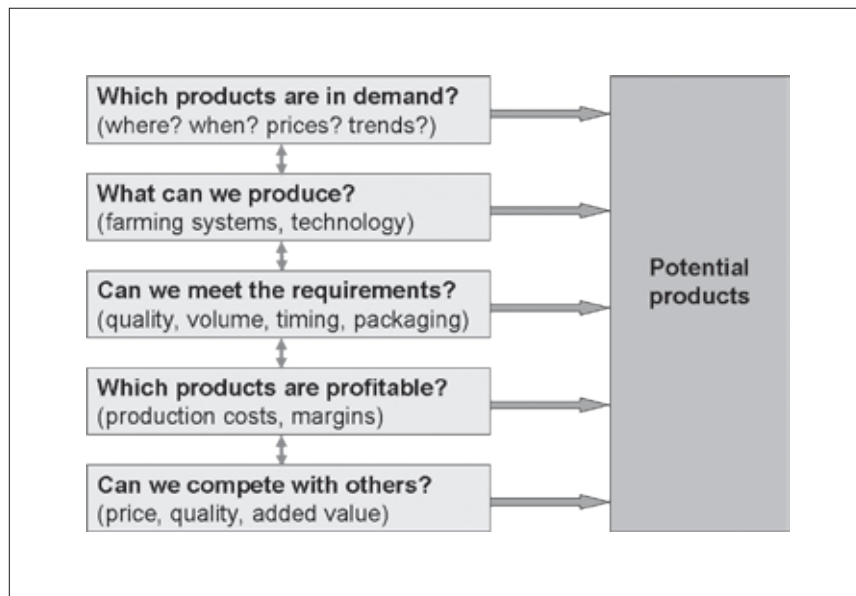 Which products are in demand?
(where? when? prices? trends?)
What can we produce?
(farming systems, technology)
Can we meet the requirements?
(quality, volume, timing, packaging)
Which products are profitable?
(production costs, margins)
Can we compete with others?
(price, quality, added value)
Potential
products